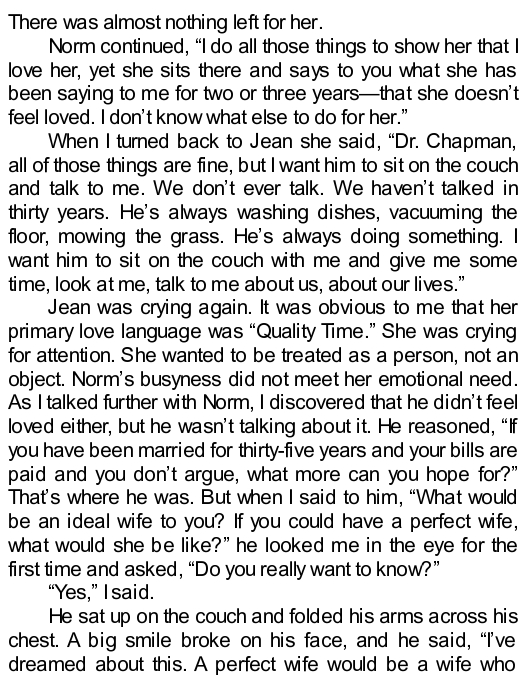 There was almost nothing left for her.
Norm continued, “I do all those things to show her that I
love her, yet she sits there and says to you what she has
been saying to me for two or three years—that she doesn’t
feel loved. I don’t know what else to do for her.”
When I turned back to Jean she said, “Dr. Chapman,
all of those things are fine, but I want him to sit on the couch
and talk to me. We don’t ever talk. We haven’t talked in
thirty years. He’s always washing dishes, vacuuming the
floor, mowing the grass. He’s always doing something. I
want him to sit on the couch with me and give me some
time, look at me, talk to me about us, about our lives.”
Jean was crying again. It was obvious to me that her
primary love language was “Quality Time.” She was crying
for attention. She wanted to be treated as a person, not an
object. Norm’s busyness did not meet her emotional need.
As I talked further with Norm, I discovered that he didn’t feel
loved either, but he wasn’t talking about it. He reasoned, “If
you have been married for thirty-five years and your bills are
paid and you don’t argue, what more can you hope for?”
That’s where he was. But when I said to him, “What would
be an ideal wife to you? If you could have a perfect wife,
what would she be like?” he looked me in the eye for the
first time and asked, “Do you really want to know?”
“Yes,” I said.
He sat up on the couch and folded his arms across his
chest. A big smile broke on his face, and he said, “I’ve
dreamed about this. A perfect wife would be a wife who